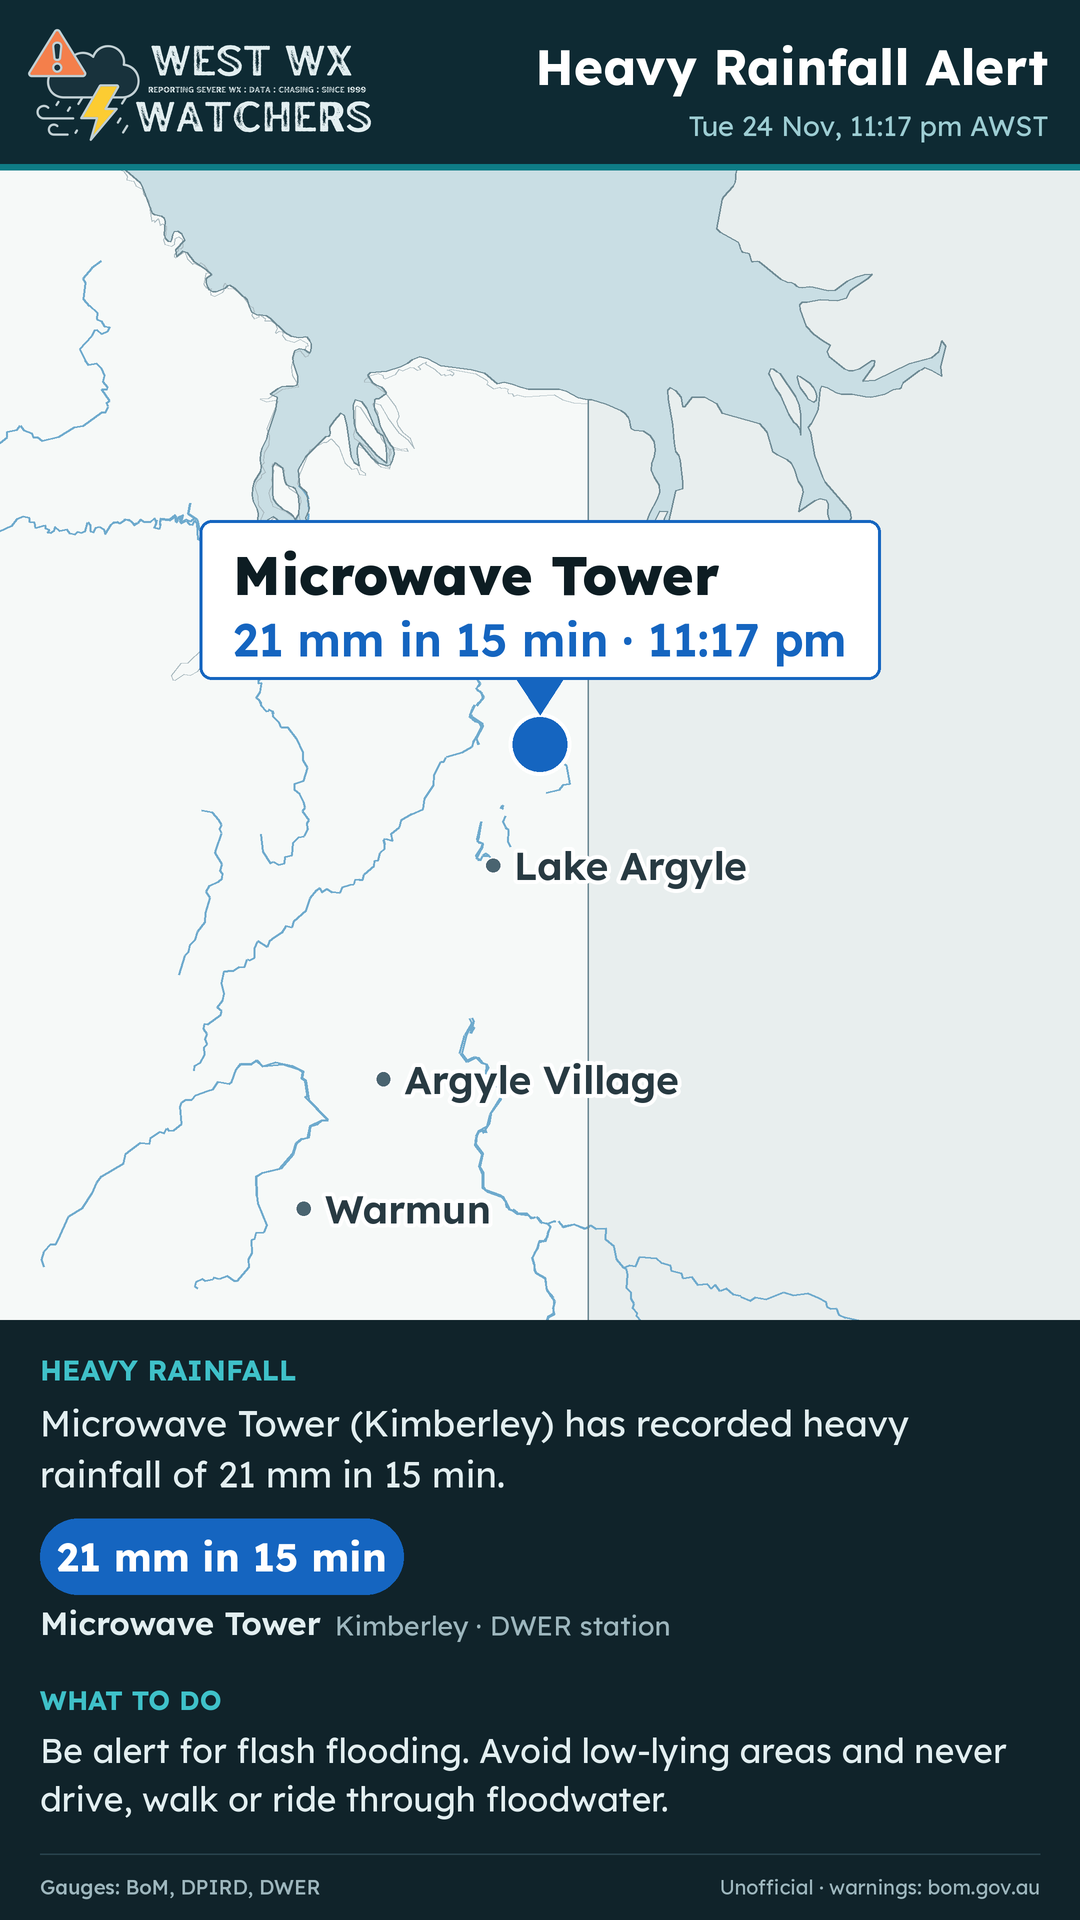 WEST WX
REPORTING SEVERE WX : DATA : CHASING : SINCE 1999
WATCHERS
Heavy Rainfall Alert
Tue 24 Nov, 11:17 pm AWST
Microwave Tower
21 mm in 15 min · 11:17 pm
Lake Argyle
Argyle Village
Warmun
HEAVY RAINFALL
Microwave Tower (Kimberley) has recorded heavy
rainfall of 21 mm in 15 min.
21 mm in 15 min
Microwave Tower Kimberley · DWER station
WHAT TO DO
Be alert for flash flooding. Avoid low-lying areas and never
drive, walk or ride through floodwater.
Gauges: BoM, DPIRD, DWER
Unofficial · warnings: bom.gov.au